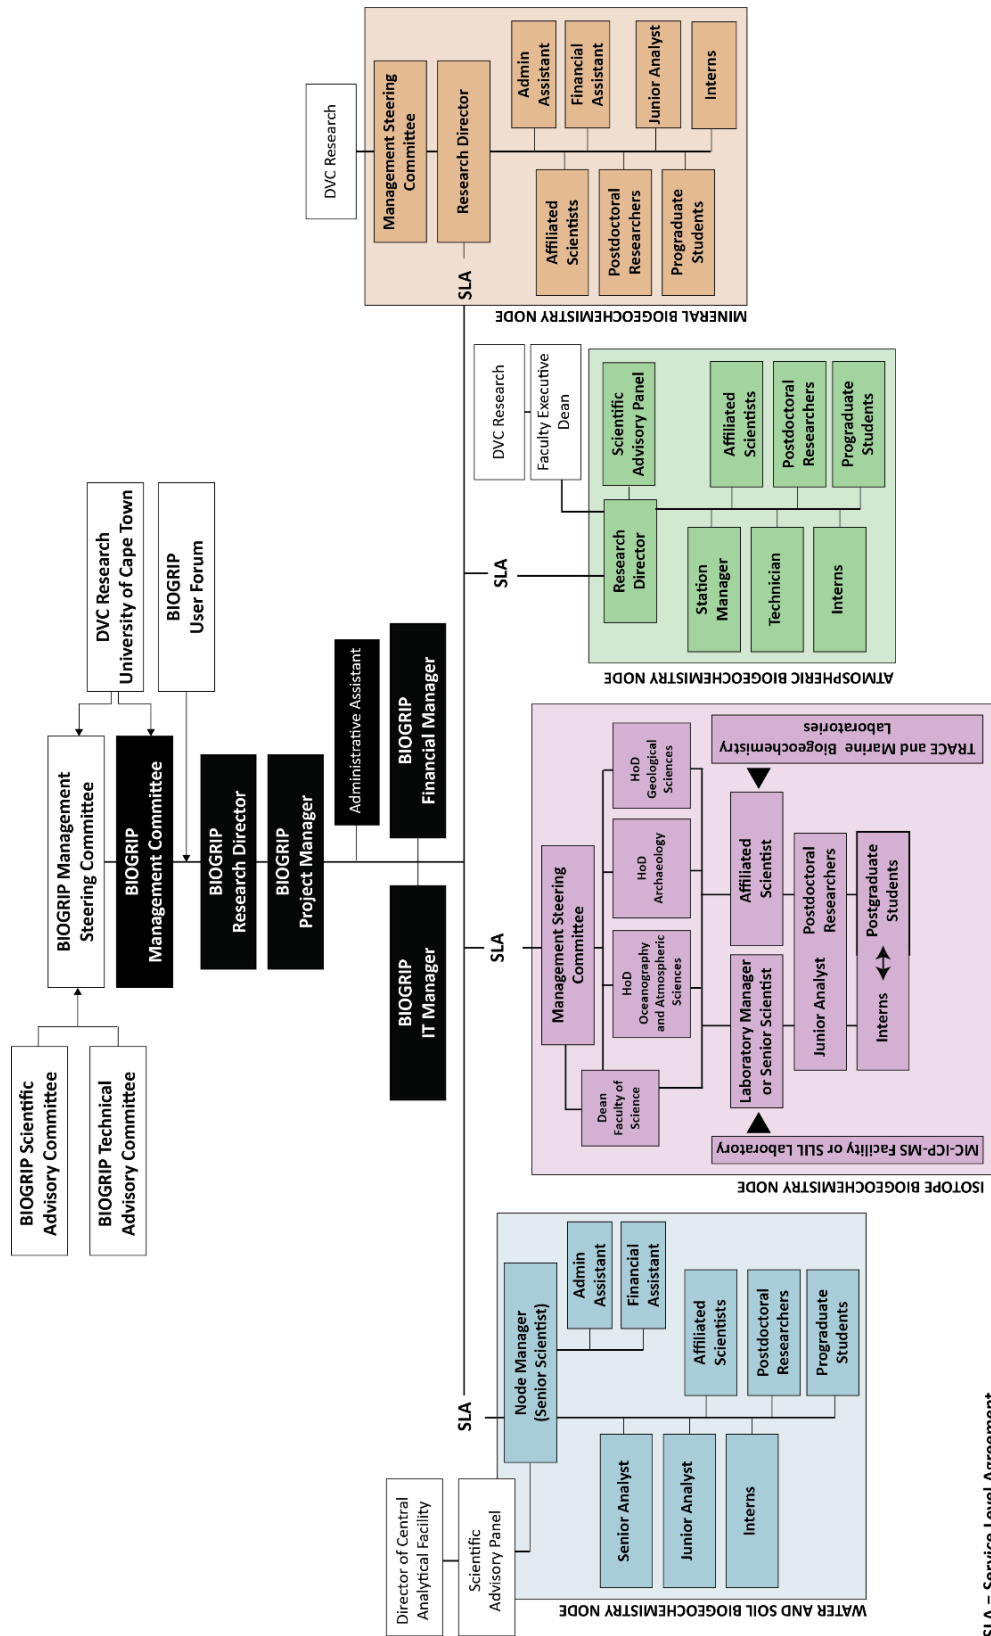 BIOGRIP Scientific
Advisory Committee
BIOGRIP Technical
Advisory Committee
BIOGRIP Management
Steering Committee
BIOGRIP
Management Committee
DVC Research
University of Cape Town
BIOGRIP
User Forum
BIOGRIP
Research Director
BIOGRIP
Project Manager
Administrative Assistant
BIOGRIP
IT Manager
BIOGRIP
Financial Manager
SLA
SLA
SLA
SLA
Director of Central
Analytical Facility
Scientific
Advisory Panel
Node Manager
(Senior Scientist)
Admin
Assistant
Financial
Assistant
Senior Analyst
Junior Analyst
Interns
Affiliated
Scientists
Postdoctoral
Researchers
Prograduate
Students
WATER AND SOIL BIOGEOCHEMISTRY NODE
Management Steering
Committee
Dean
Faculty of
Science
HoD
Oceanography
and Atmospheric
Sciences
HoD
Archaeology
HoD
Geological
Sciences
Laboratory Manager
or Senior Scientist
Affiliated
Scientist
Junior Analyst
Postdoctoral
Researchers
Interns
Postgraduate
Students
MC-ICP-MS Facility or SLIL Laboratory
TRACE and Marine Biogeochemistry
Laboratories
ISOTOPE BIOGEOCHEMISTRY NODE
DVC Research
Faculty Executive
Dean
Research
Director
Scientific
Advisory Panel
Station
Manager
Technician
Interns
Affiliated
Scientists
Postdoctoral
Researchers
Prograduate
Students
ATMOSPHERIC BIOGEOCHEMISTRY NODE
DVC Research
Management Steering
Committee
Research Director
Affiliated
Scientists
Postdoctoral
Researchers
Prograduate
Students
Admin
Assistant
Financial
Assistant
Junior Analyst
Interns
MINERAL BIOGEOCHEMISTRY NODE
SLA = Service Level Agreement